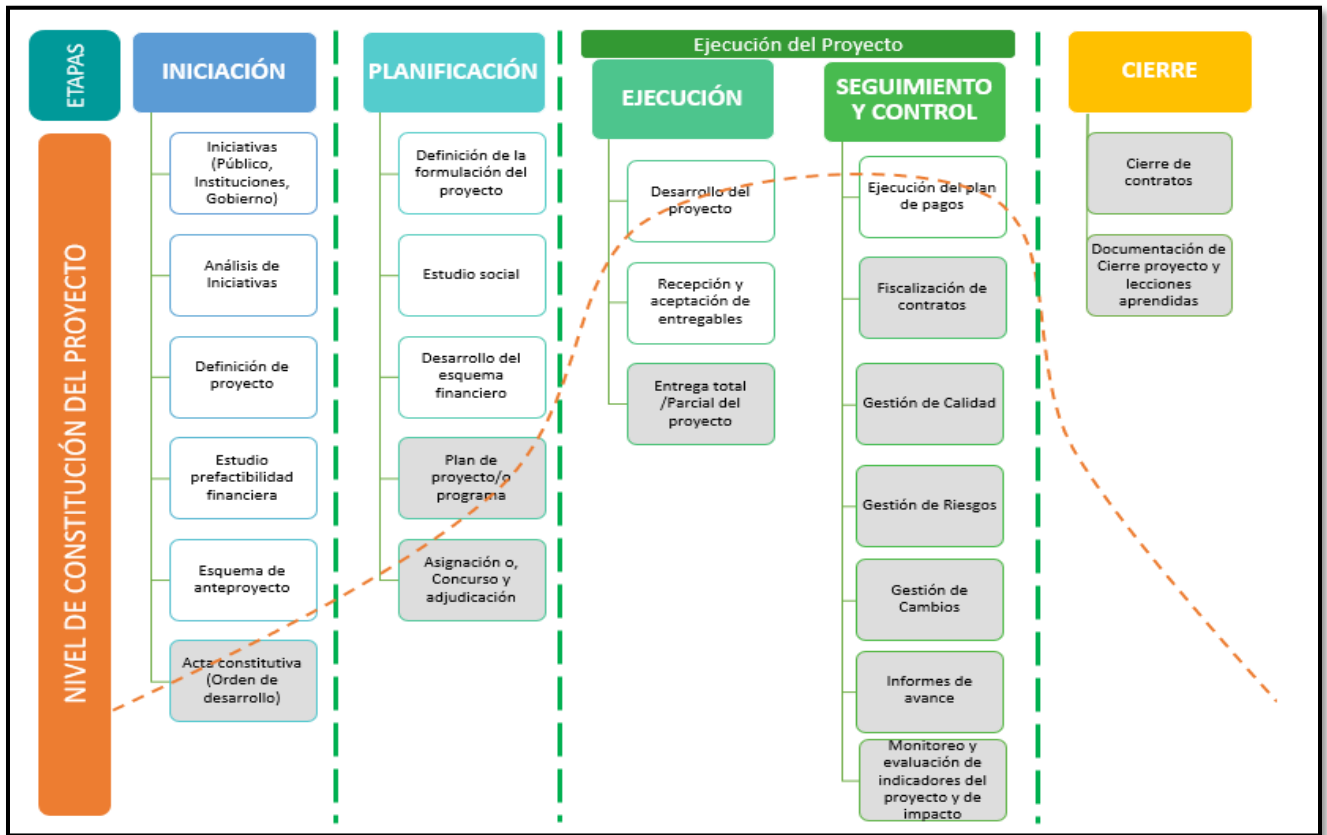 ETAPAS
NIVEL DE CONSTITUCIÓN DEL PROYECTO
INICIACIÓN
Iniciativas
(Público,
Instituciones,
Gobierno)
Análisis de
Iniciativas
Definición de
proyecto
Estudio
prefactibilidad
financiera
Esquema de
anteproyecto
Acta constitutiva
(Orden de
desarrollo)
PLANIFICACIÓN
Definición de la
formulación del
proyecto
Estudio social
Desarrollo del
esquema
financiero
Plan de
proyecto/o
programa
Asignación o,
Concurso y
adjudicación
Ejecución del Proyecto
EJECUCIÓN
Desarrollo del
proyecto
Recepción y
aceptación de
entregables
Entrega total
/Parcial del
proyecto
SEGUIMIENTO
Y CONTROL
Ejecución del plan
de pagos
Fiscalización de
contratos
Gestión de Calidad
Gestión de Riesgos
Gestión de
Cambios
Informes de
avance
Monitoreo y
evaluación de
indicadores del
proyecto y de
impacto
CIERRE
Cierre de
contratos
Documentación de
Cierre proyecto y
lecciones
aprendidas